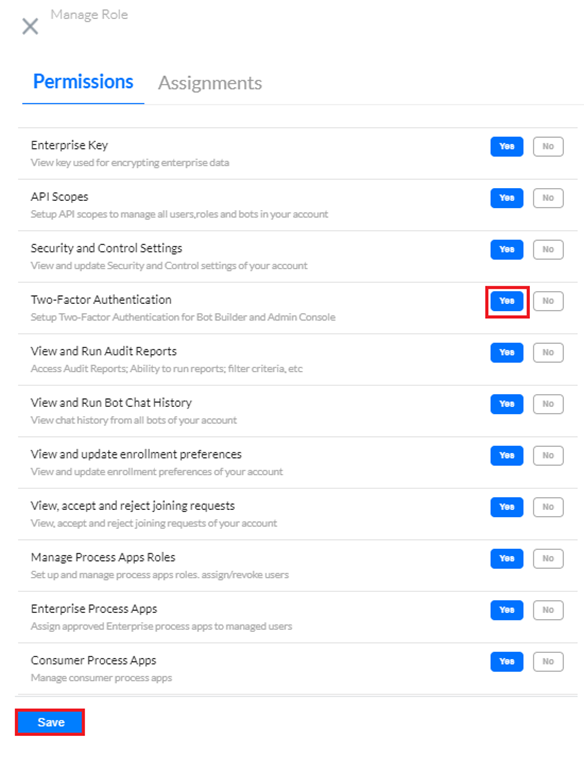 Manage Role
Permissions Assignments
Enterprise Key Yes No
View key used for encrypting enterprise data
API Scopes Yes No
Setup API scopes to manage all users,roles and bots in your account
Security and Control Settings Yes No
View and update Security and Control settings of your account
Two-Factor Authentication Yes No
Setup Two-Factor Authentication for Bot Builder and Admin Console
View and Run Audit Reports Yes No
Access Audit Reports; Ability to run reports; filter criteria, etc
View and Run Bot Chat History Yes No
View chat history from all bots of your account
View and update enrollment preferences Yes No
View and update enrollment preferences of your account
View, accept and reject joining requests Yes No
View, accept and reject joining requests of your account
Manage Process Apps Roles Yes No
Set up and manage process apps roles. assign/revoke users
Enterprise Process Apps Yes No
Assign approved Enterprise process apps to managed users
Consumer Process Apps Yes No
Manage consumer process apps
Save